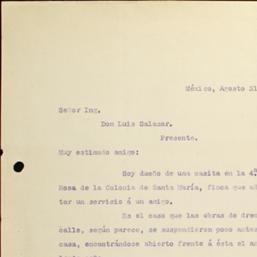 México, Agosto 31
Señor Ing.
Don Luis Salazar.
Presente.
Muy estimado amigo:
Soy dueño de una casita en la 4ª
Rosa de la Colonia de Santa María, finca que
tar un servicio á un amigo.
Es el caso que las obras de
calle, según parece, se suspendieron poco antes
casa, encontrándose abierto frente á ésta el